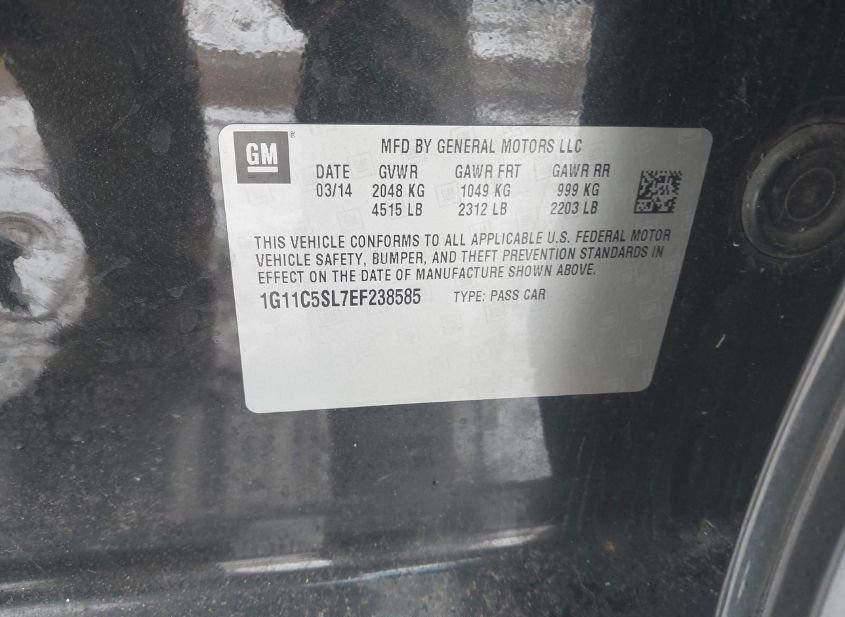 GM ® MFD BY GENERAL MOTORS LLC
DATE GVWR GAWR FRT GAWR RR
03/14 2048 KG 1049 KG 999 KG
4515 LB 2312 LB 2203 LB
THIS VEHICLE CONFORMS TO ALL APPLICABLE U.S. FEDERAL MOTOR
VEHICLE SAFETY, BUMPER, AND THEFT PREVENTION STANDARDS IN
EFFECT ON THE DATE OF MANUFACTURE SHOWN ABOVE.
1G11C5SL7EF238585 TYPE: PASS CAR